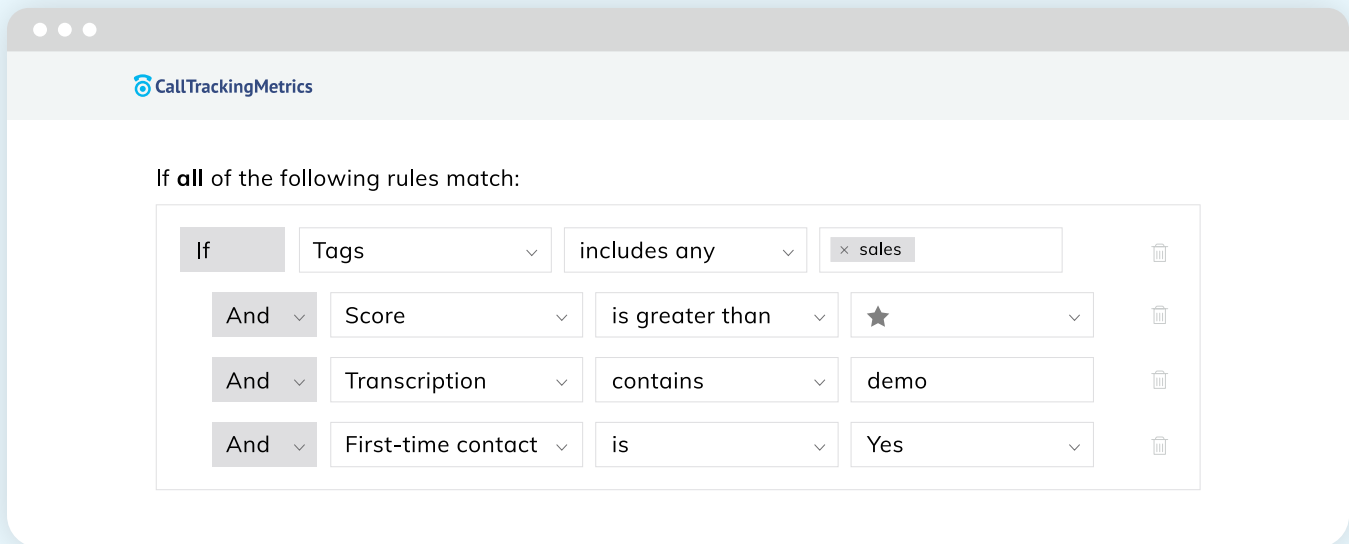 CallTrackingMetrics
If all of the following rules match:
If Tags includes any × sales
And Score is greater than ★
And Transcription contains demo
And First-time contact is Yes